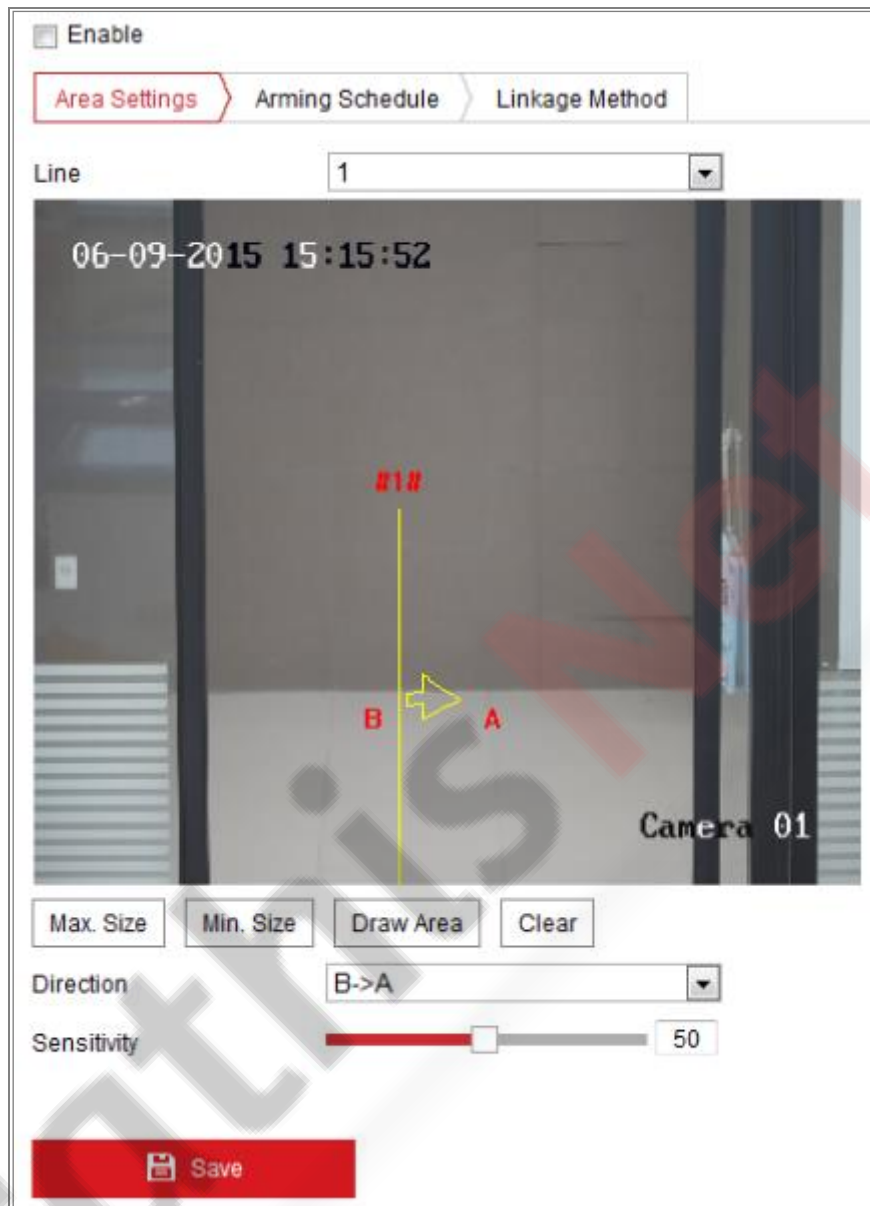 Enable
Area Settings Arming Schedule Linkage Method
Line 1
06-09-2015 15:15:52
#1#
B A
Camera 01
Max. Size Min. Size Draw Area Clear
Direction B->A
Sensitivity 50
Save
Net